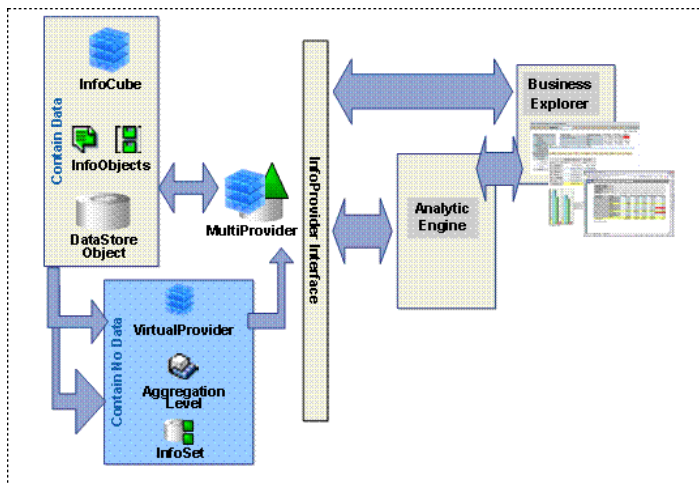 InfoCube
Contain Data
InfoObjects
DataStore
Object
MultiProvider
InfoProvider Interface
Business
Explorer
Analytic
Engine
Contain No Data
VirtualProvider
Aggregation
Level
InfoSet